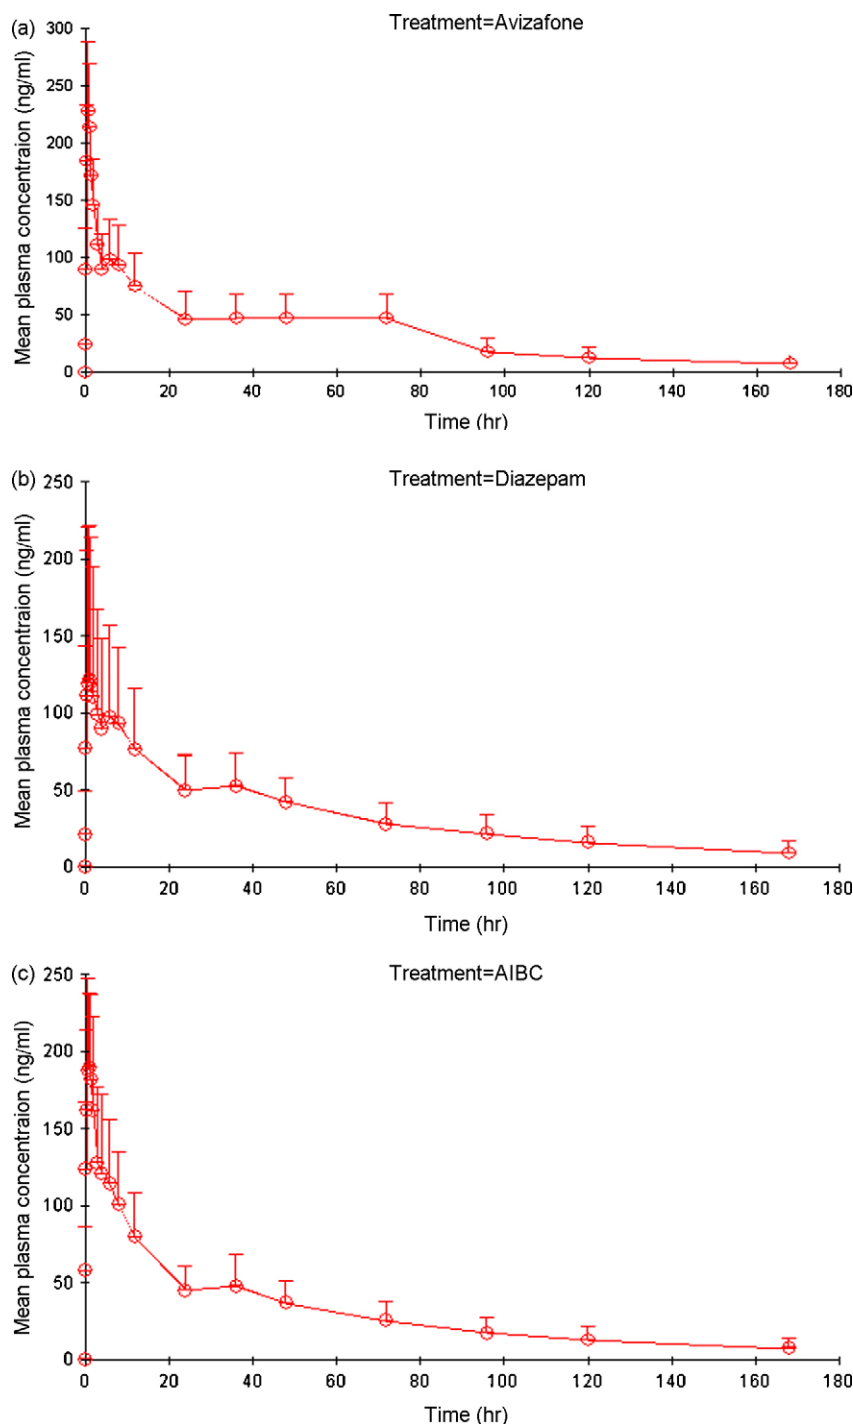 (a)
Treatment=Avizafone
Mean plasma concentraion (ng/ml)
300
250
200
150
100
50
0
0 20 40 60 80 100 120 140 160 180
Time (hr)
(b)
Treatment=Diazepam
Mean plasma concentraion (ng/ml)
250
200
150
100
50
0
0 20 40 60 80 100 120 140 160 180
Time (hr)
(c)
Treatment=AIBC
Mean plasma concentraion (ng/ml)
250
200
150
100
50
0
0 20 40 60 80 100 120 140 160 180
Time (hr)